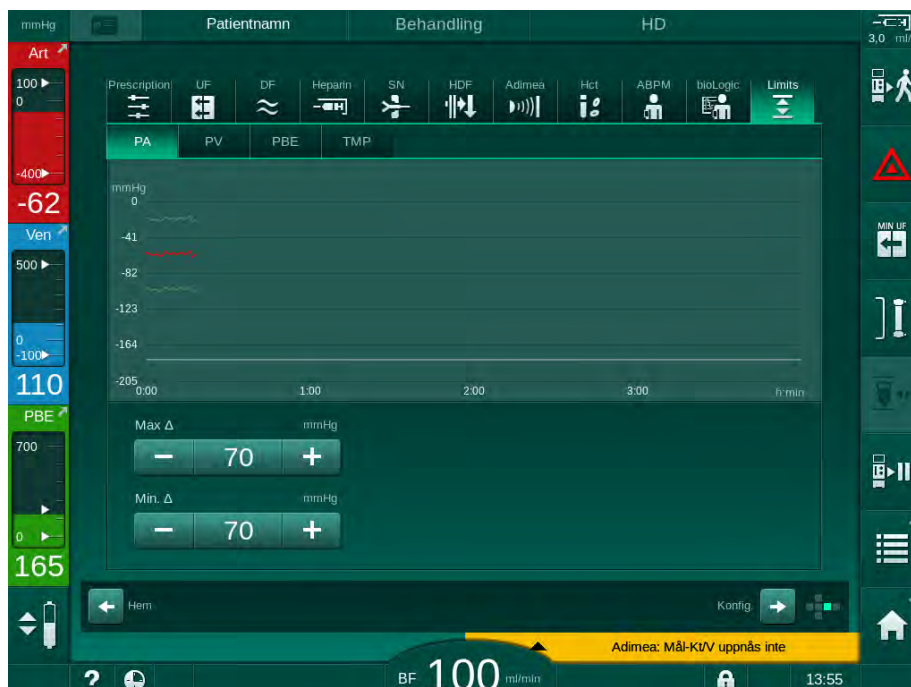 mmHg
Patientnamn
Behandling
HD
3,0 ml/
Art
100
0
-400
-62
Ven
500
0
-100
110
PBE
700
0
165
Prescription
UF
DF
Heparin
SN
HDF
Adimea
Hct
ABPM
bioLogic
Limits
PA
PV
PBE
TMP
mmHg
0
-41
-82
-123
-164
-205
0:00
1:00
2:00
3:00
h:min
Max Δ mmHg
− 70 +
Min. Δ mmHg
− 70 +
MIN UF
Hem
Konfig.
Adimea: Mål-Kt/V uppnås inte
? BF 100 ml/min
13:55